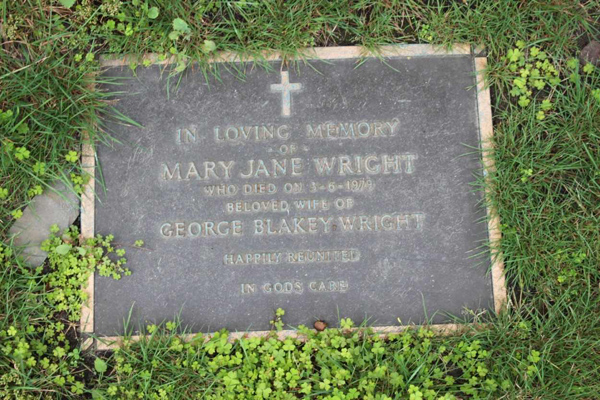 IN LOVING MEMORY
- OF -
MARY JANE WRIGHT
WHO DIED ON 3-6-1979
BELOVED WIFE OF
GEORGE BLAKEY WRIGHT
HAPPILY REUNITED
IN GODS CARE